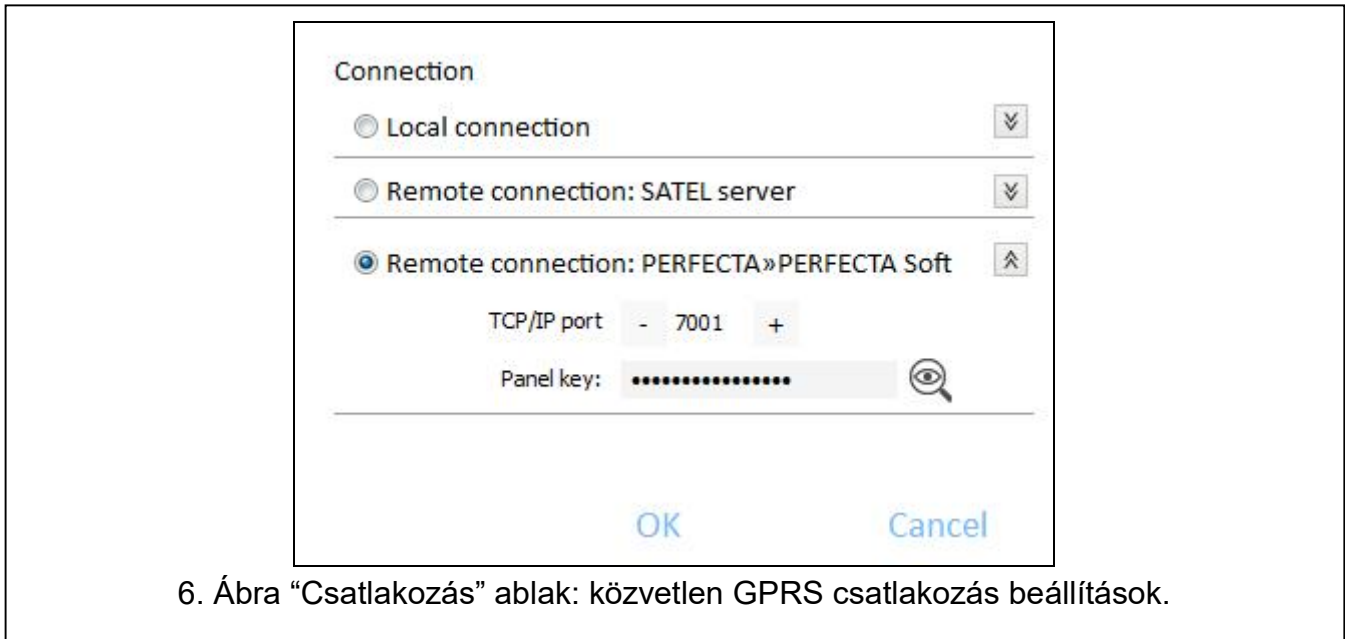 Connection
Local connection
Remote connection: SATEL server
Remote connection: PERFECTA»PERFECTA Soft
TCP/IP port - 7001 +
Panel key: ••••••••••••••••
OK Cancel
6. Ábra “Csatlakozás” ablak: közvetlen GPRS csatlakozás beállítások.